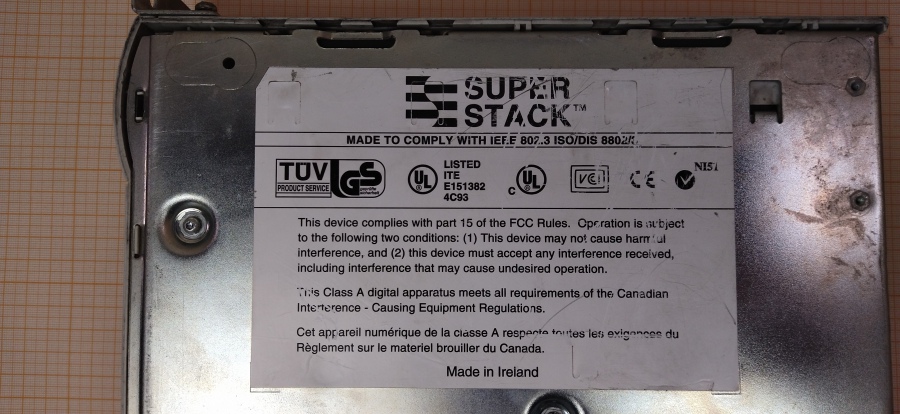 SUPER
STACK™
MADE TO COMPLY WITH IEEE 802.3 ISO/DIS 8802/3
TÜV
PRODUCT SERVICE
GS
UL
LISTED
ITE
E151382
4C93
C UL
VCI
CE
N151
This device complies with part 15 of the FCC Rules. Operation is subject
to the following two conditions: (1) This device may not cause harmful
interference, and (2) this device must accept any interference received,
including interference that may cause undesired operation.
This Class A digital apparatus meets all requirements of the Canadian
Interference - Causing Equipment Regulations.
Cet appareil numérique de la classe A respecte toutes les exigences du
Règlement sur le materiel brouiller du Canada.
Made in Ireland